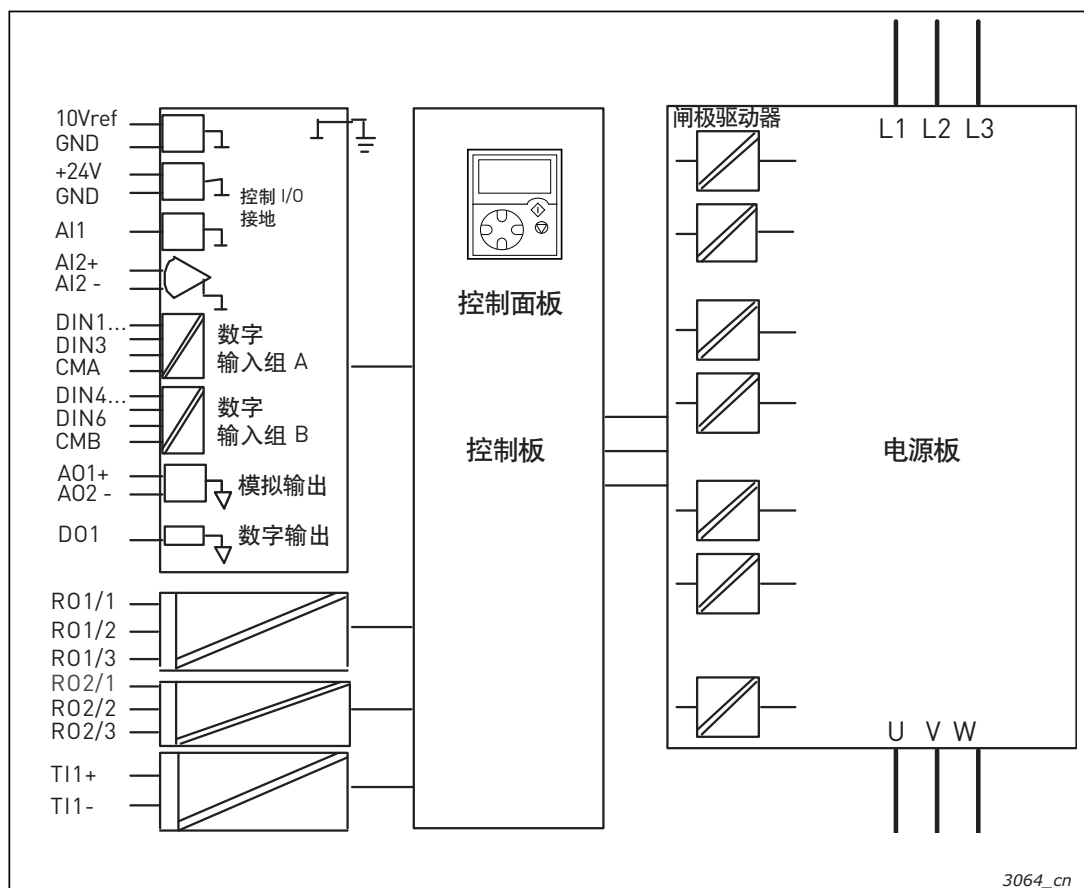 10Vref
GND
+24V
GND
控制 I/O
接地
AI1
AI2+
AI2 -
DIN1...
DIN3
CMA
数字
输入组 A
DIN4...
DIN6
CMB
数字
输入组 B
AO1+
AO2 -
模拟输出
DO1
数字输出
RO1/1
RO1/2
RO1/3
RO2/1
RO2/2
RO2/3
TI1+
TI1-
控制面板
控制板
闸极驱动器
L1 L2 L3
电源板
U V W
3064_cn